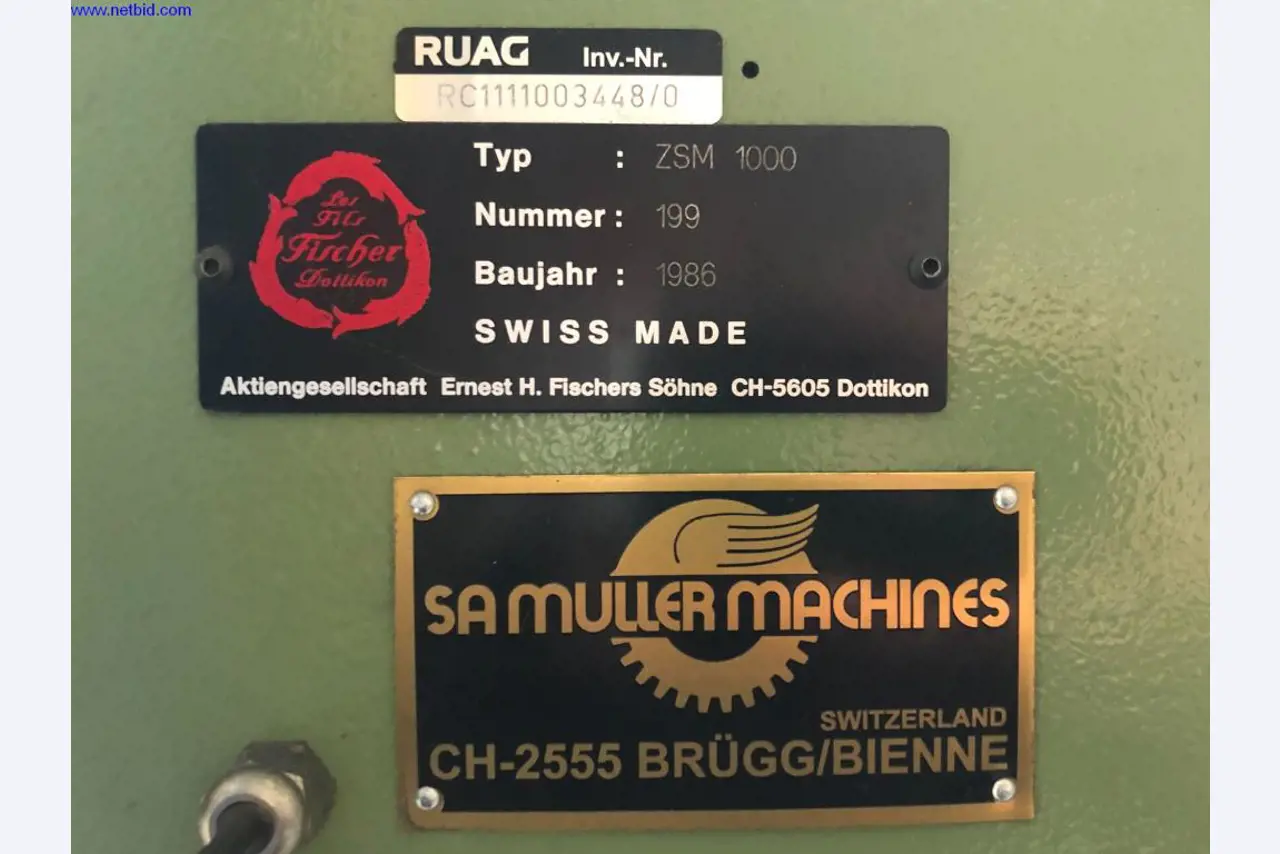 www.netbid.com
RUAG Inv.-Nr.
RC1111003448/0
Les
Fils
Fischer
Dottikon
Typ : ZSM 1000
Nummer : 199
Baujahr : 1986
SWISS MADE
Aktiengesellschaft Ernest H. Fischers Söhne CH-5605 Dottikon
SA MULLER MACHINES
SWITZERLAND
CH-2555 BRÜGG/BIENNE